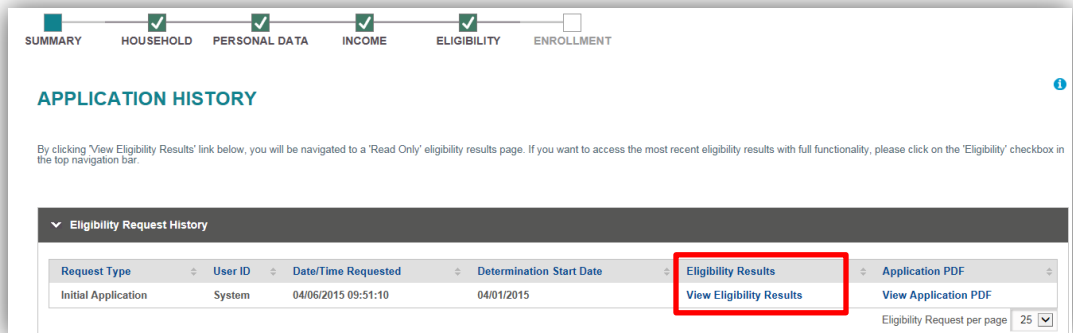 SUMMARY HOUSEHOLD PERSONAL DATA INCOME ELIGIBILITY ENROLLMENT
APPLICATION HISTORY
By clicking 'View Eligibility Results' link below, you will be navigated to a 'Read Only' eligibility results page. If you want to access the most recent eligibility results with full functionality, please click on the 'Eligibility' checkbox in
the top navigation bar.
Eligibility Request History
Request Type User ID Date/Time Requested Determination Start Date Eligibility Results Application PDF
Initial Application System 04/06/2015 09:51:10 04/01/2015 View Eligibility Results View Application PDF
Eligibility Request per page 25